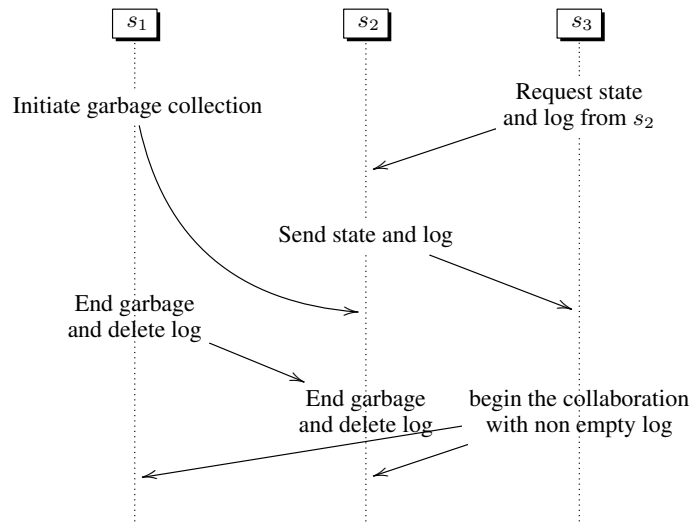 s₁ s₂ s₃
Request state
Initiate garbage collection
and log from s₂
Send state and log
End garbage
and delete log
End garbage
and delete log
begin the collaboration
with non empty log